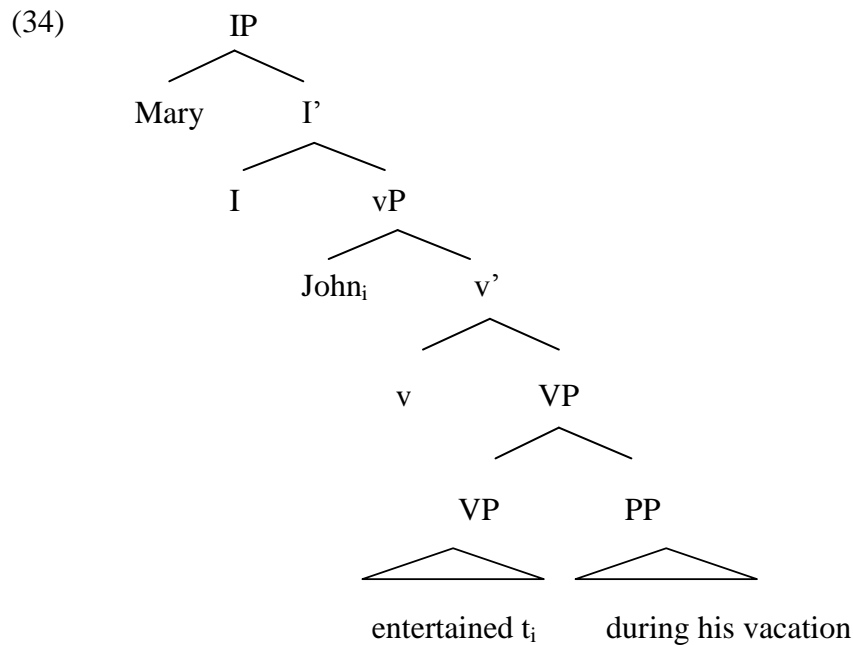 (34) IP
Mary I’
I vP
Johni v’
v VP
VP PP
entertained ti during his vacation